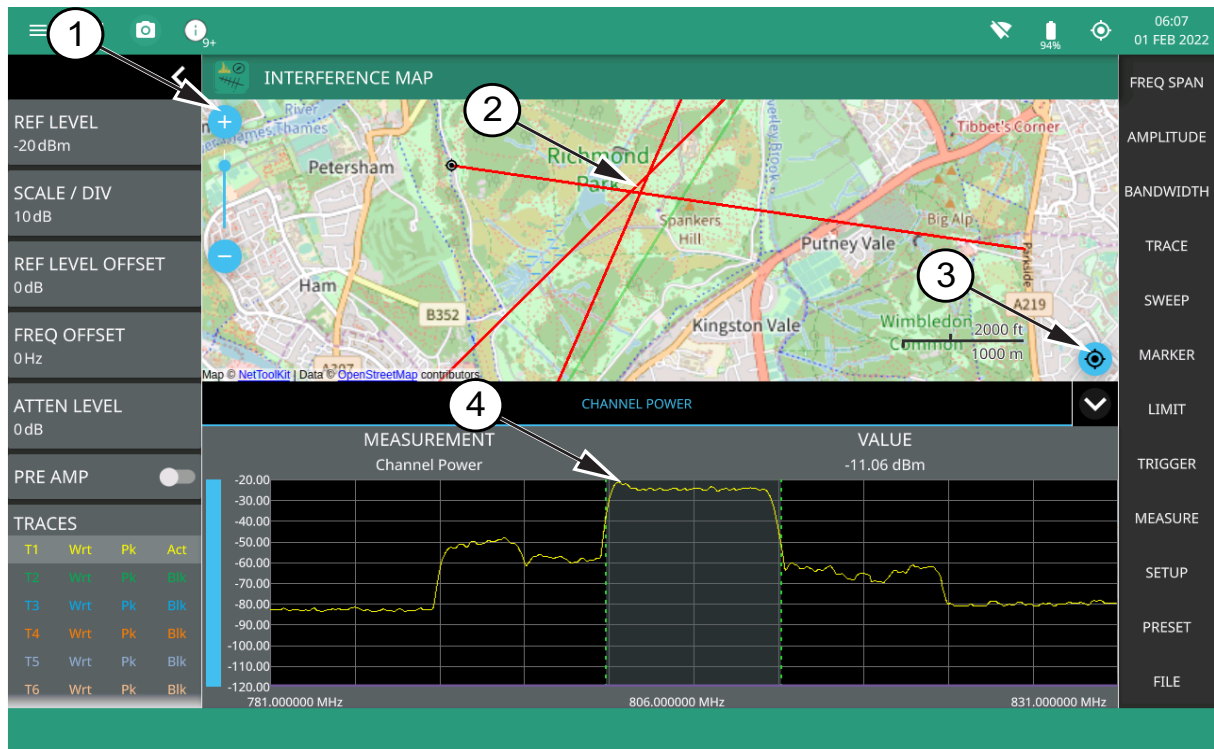 1
9+
94%
06:07
01 FEB 2022
INTERFERENCE MAP
REF LEVEL
-20 dBm
SCALE / DIV
10 dB
REF LEVEL OFFSET
0 dB
FREQ OFFSET
0 Hz
ATTEN LEVEL
0 dB
PRE AMP
TRACES
T1 Wrt Pk Act
T2 Wrt Pk Blk
T3 Wrt Pk Blk
T4 Wrt Pk Blk
T5 Wrt Pk Blk
T6 Wrt Pk Blk
+
−
River
Thames
Petersham
2
Richmond
Park
Tibbet's Corner
Spankers
Hill
Big Alp
Putney Vale
Parkside
Ham
B352
3
A219
Kingston Vale
Wimbledon
Common
2000 ft
1000 m
A307
Map © NetToolKit | Data © OpenStreetMap contributors
4
CHANNEL POWER
MEASUREMENT VALUE
Channel Power -11.06 dBm
-20.00
-30.00
-40.00
-50.00
-60.00
-70.00
-80.00
-90.00
-100.00
-110.00
-120.00
781.000000 MHz 806.000000 MHz 831.000000 MHz
FREQ SPAN
AMPLITUDE
BANDWIDTH
TRACE
SWEEP
MARKER
LIMIT
TRIGGER
MEASURE
SETUP
PRESET
FILE